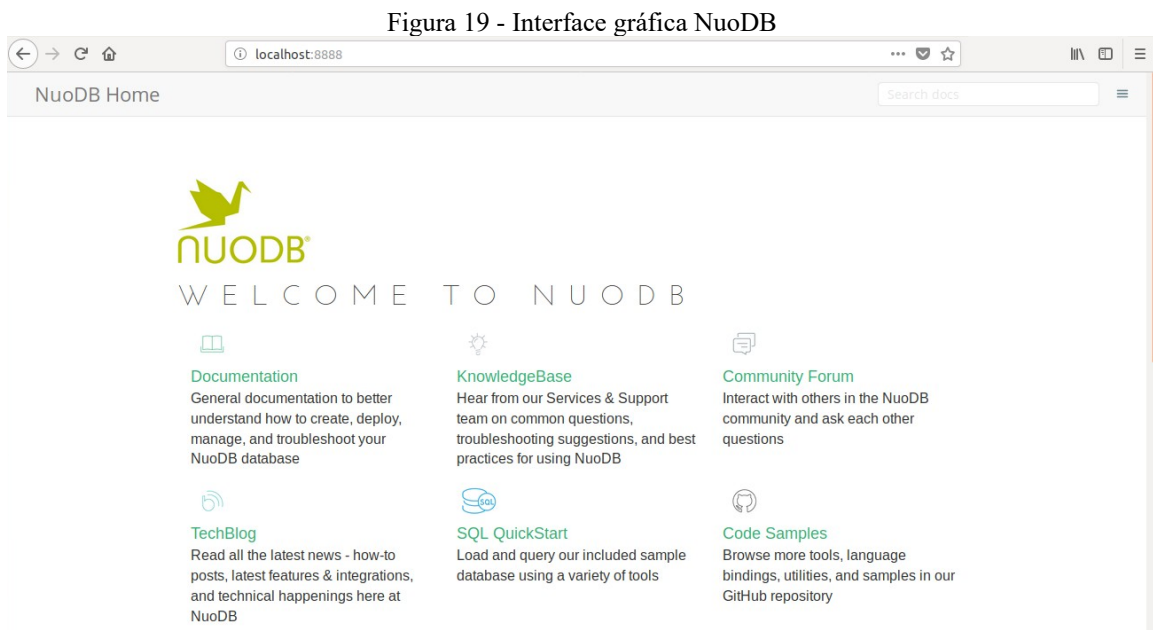 Figura 19 - Interface gráfica NuoDB
localhost:8888
NuoDB Home
Search docs
NUODB®
WELCOME TO NUODB
Documentation
General documentation to better
understand how to create, deploy,
manage, and troubleshoot your
NuoDB database
KnowledgeBase
Hear from our Services & Support
team on common questions,
troubleshooting suggestions, and best
practices for using NuoDB
Community Forum
Interact with others in the NuoDB
community and ask each other
questions
TechBlog
Read all the latest news - how-to
posts, latest features & integrations,
and technical happenings here at
NuoDB
SQL
SQL QuickStart
Load and query our included sample
database using a variety of tools
Code Samples
Browse more tools, language
bindings, utilities, and samples in our
GitHub repository